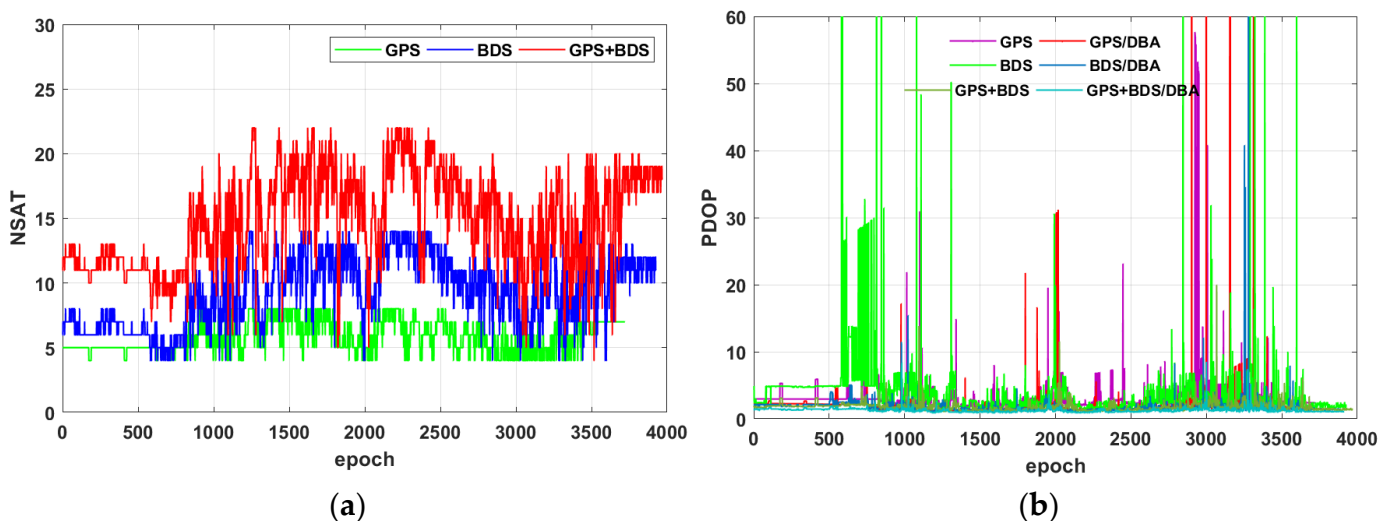 30
25
20
15
10
5
0
NSAT
GPS BDS GPS+BDS
0 500 1000 1500 2000 2500 3000 3500 4000
epoch
(a)
60
50
40
30
20
10
0
PDOP
GPS GPS/DBA
BDS BDS/DBA
GPS+BDS GPS+BDS/DBA
0 500 1000 1500 2000 2500 3000 3500 4000
epoch
(b)